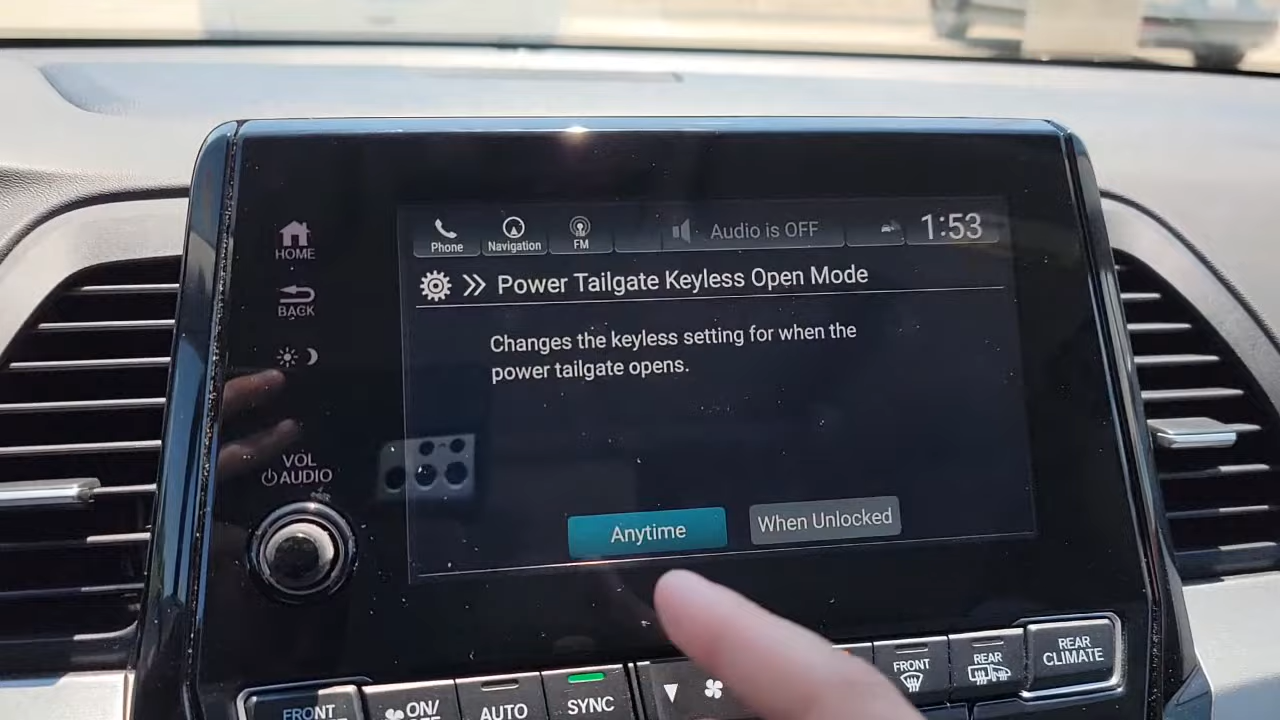 HOME
BACK
VOL
AUDIO
Phone
Navigation
FM
Audio is OFF
1:53
Power Tailgate Keyless Open Mode
Changes the keyless setting for when the
power tailgate opens.
Anytime
When Unlocked
FRONT
ON/
AUTO
SYNC
FRONT
REAR
REAR
CLIMATE